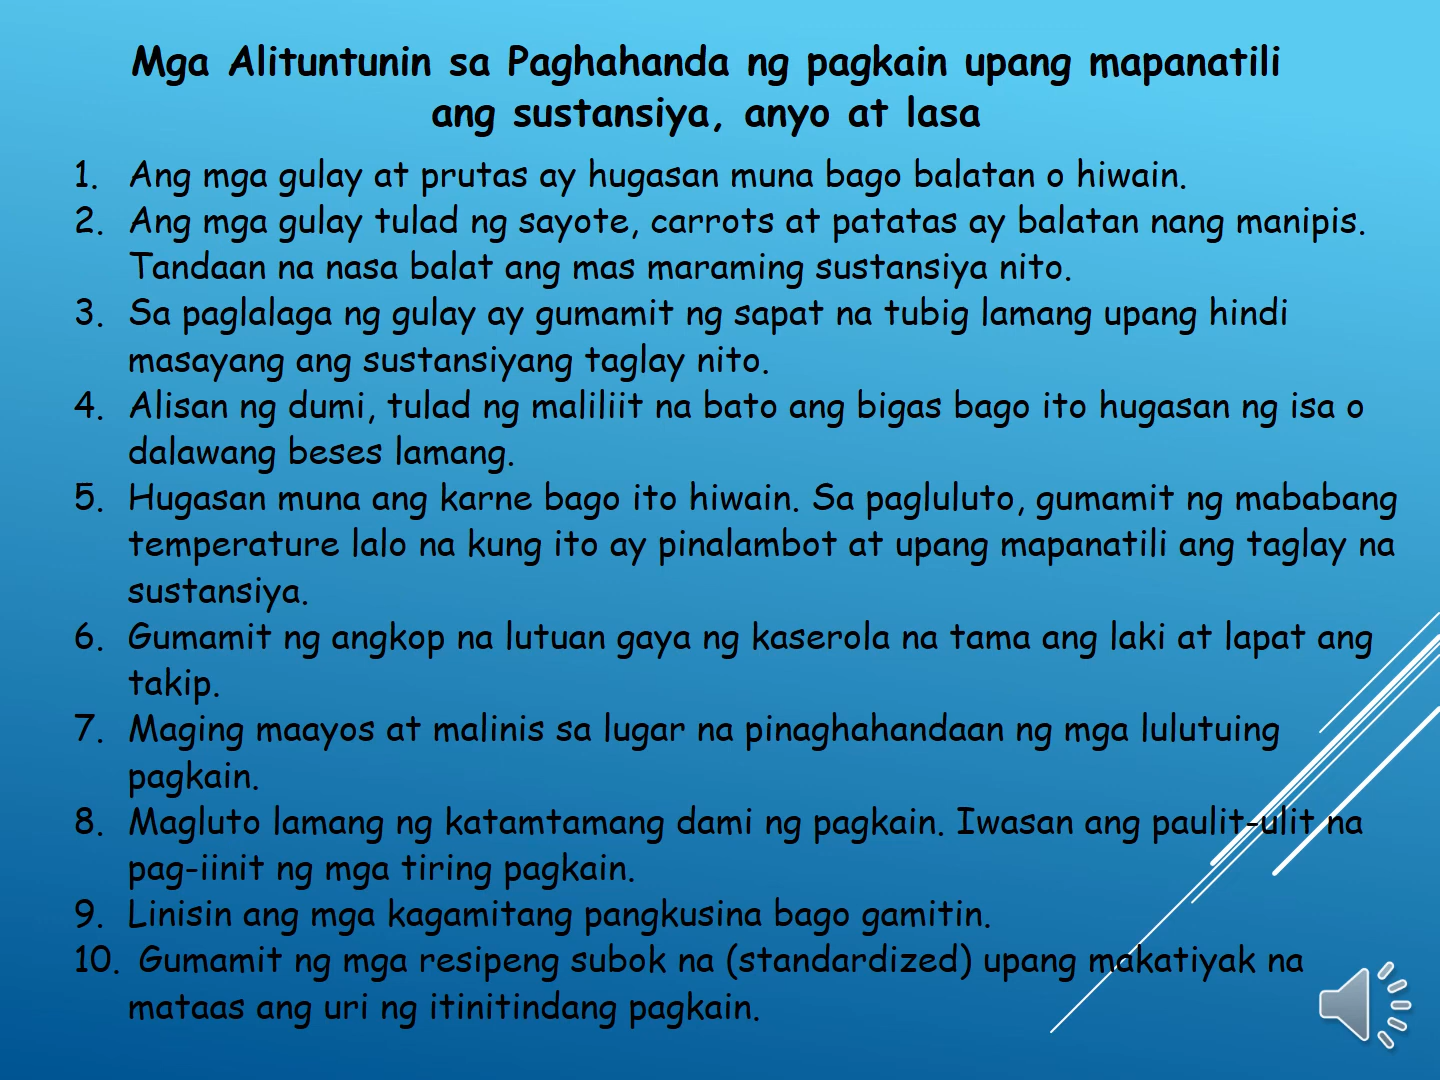 Mga Alituntunin sa Paghahanda ng pagkain upang mapanatili
ang sustansiya, anyo at lasa
1. Ang mga gulay at prutas ay hugasan muna bago balatan o hiwain.
2. Ang mga gulay tulad ng sayote, carrots at patatas ay balatan nang manipis.
Tandaan na nasa balat ang mas maraming sustansiya nito.
3. Sa paglalaga ng gulay ay gumamit ng sapat na tubig lamang upang hindi
masayang ang sustansiyang taglay nito.
4. Alisan ng dumi, tulad ng maliliit na bato ang bigas bago ito hugasan ng isa o
dalawang beses lamang.
5. Hugasan muna ang karne bago ito hiwain. Sa pagluluto, gumamit ng mababang
temperature lalo na kung ito ay pinalambot at upang mapanatili ang taglay na
sustansiya.
6. Gumamit ng angkop na lutuan gaya ng kaserola na tama ang laki at lapat ang
takip.
7. Maging maayos at malinis sa lugar na pinaghahandaan ng mga lulutuing
pagkain.
8. Magluto lamang ng katamtamang dami ng pagkain. Iwasan ang paulit-ulit na
pag-iinit ng mga tiring pagkain.
9. Linisin ang mga kagamitang pangkusina bago gamitin.
10. Gumamit ng mga resipeng subok na (standardized) upang makatiyak na
mataas ang uri ng itinitindang pagkain.